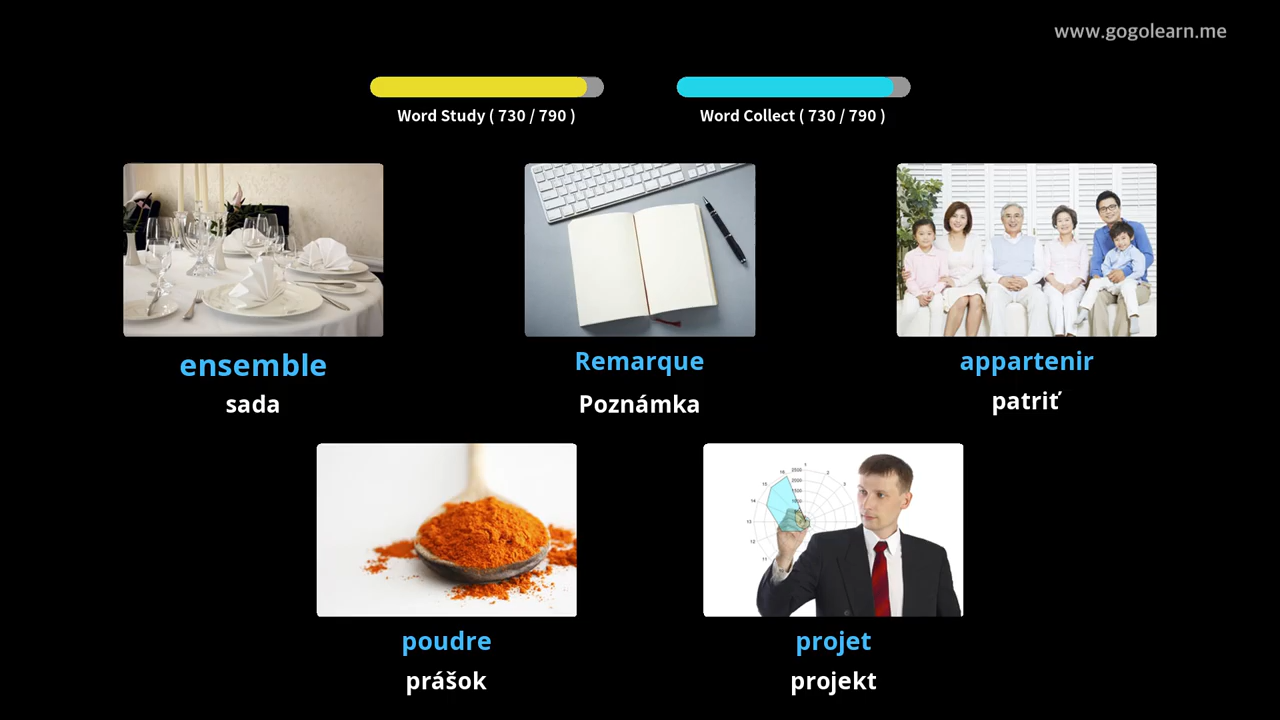 www.gogolearn.me
Word Study ( 730 / 790 )
Word Collect ( 730 / 790 )
ensemble
sada
Remarque
Poznámka
appartenir
patriť
poudre
prášok
projet
projekt